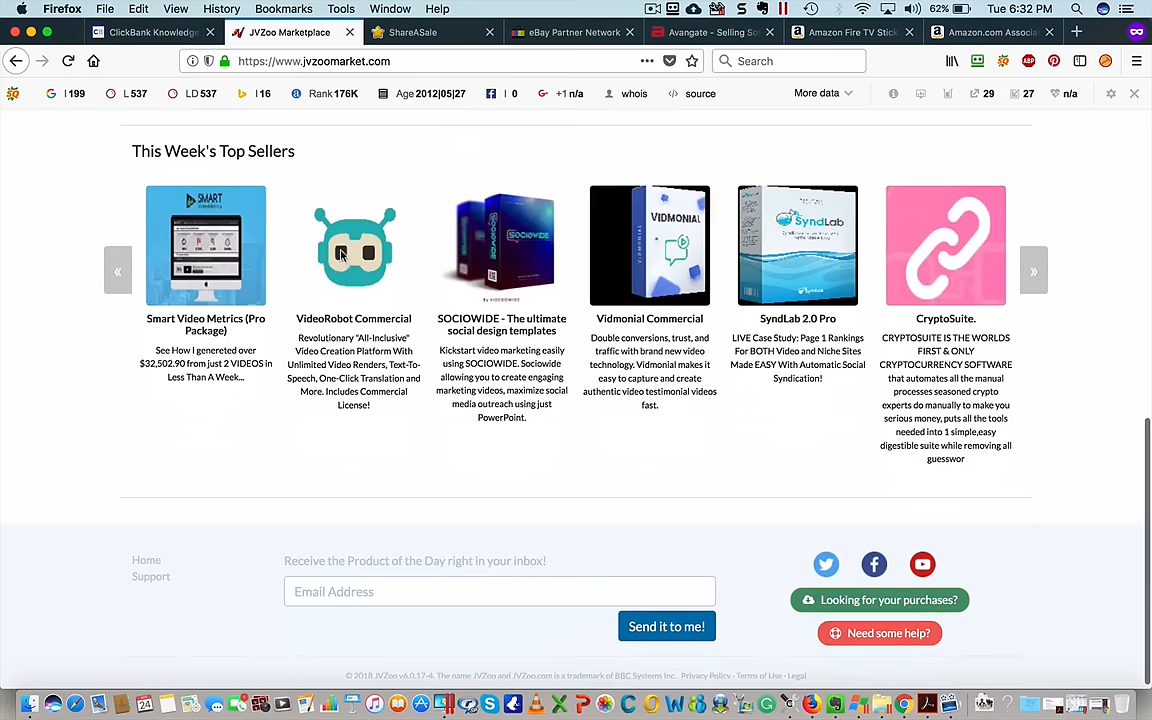 Firefox File Edit View History Bookmarks Tools Window Help 62% Tue 6:32 PM
ClickBank Knowledge JVZoo Marketplace ShareASale eBay Partner Network Avangate - Selling So Amazon Fire TV Stick Amazon.com Associa
https://www.jvzoomarket.com Search
I 199 L 537 LD 537 I 16 Rank 176K Age 2012|05|27 I 0 +1 n/a whois source More data 29 27 n/a
This Week's Top Sellers
SMART
VIDMONIAL
SyndLab
SOCIOWIDE
Smart Video Metrics (Pro
Package)
See How I genereted over
$32,502.90 from just 2 VIDEOS in
Less Than A Week...
VideoRobot Commercial
Revolutionary "All-Inclusive"
Video Creation Platform With
Unlimited Video Renders, Text-To-
Speech, One-Click Translation and
More. Includes Commercial
License!
BY VIDEOWIDE
SOCIOWIDE - The ultimate
social design templates
Kickstart video marketing easily
using SOCIOWIDE. Sociowide
allowing you to create engaging
marketing videos, maximize social
media outreach using just
PowerPoint.
Vidmonial Commercial
Double conversions, trust, and
traffic with brand new video
technology. Vidmonial makes it
easy to capture and create
authentic video testimonial videos
fast.
SyndLab 2.0 Pro
LIVE Case Study: Page 1 Rankings
For BOTH Video and Niche Sites
Made EASY With Automatic Social
Syndication!
CryptoSuite.
CRYPTOSUITE IS THE WORLDS
FIRST & ONLY
CRYPTOCURRENCY SOFTWARE
that automates all the manual
processes seasoned crypto
experts do manually to make you
serious money, puts all the tools
needed into 1 simple,easy
digestible suite while removing all
guesswor
Home
Support
Receive the Product of the Day right in your inbox!
Email Address
Send it to me!
Looking for your purchases?
Need some help?
© 2018 JVZoo v6.0.17-4. The name JVZoo and JVZoo.com is a trademark of BBC Systems Inc. Privacy Policy - Terms of Use - Legal